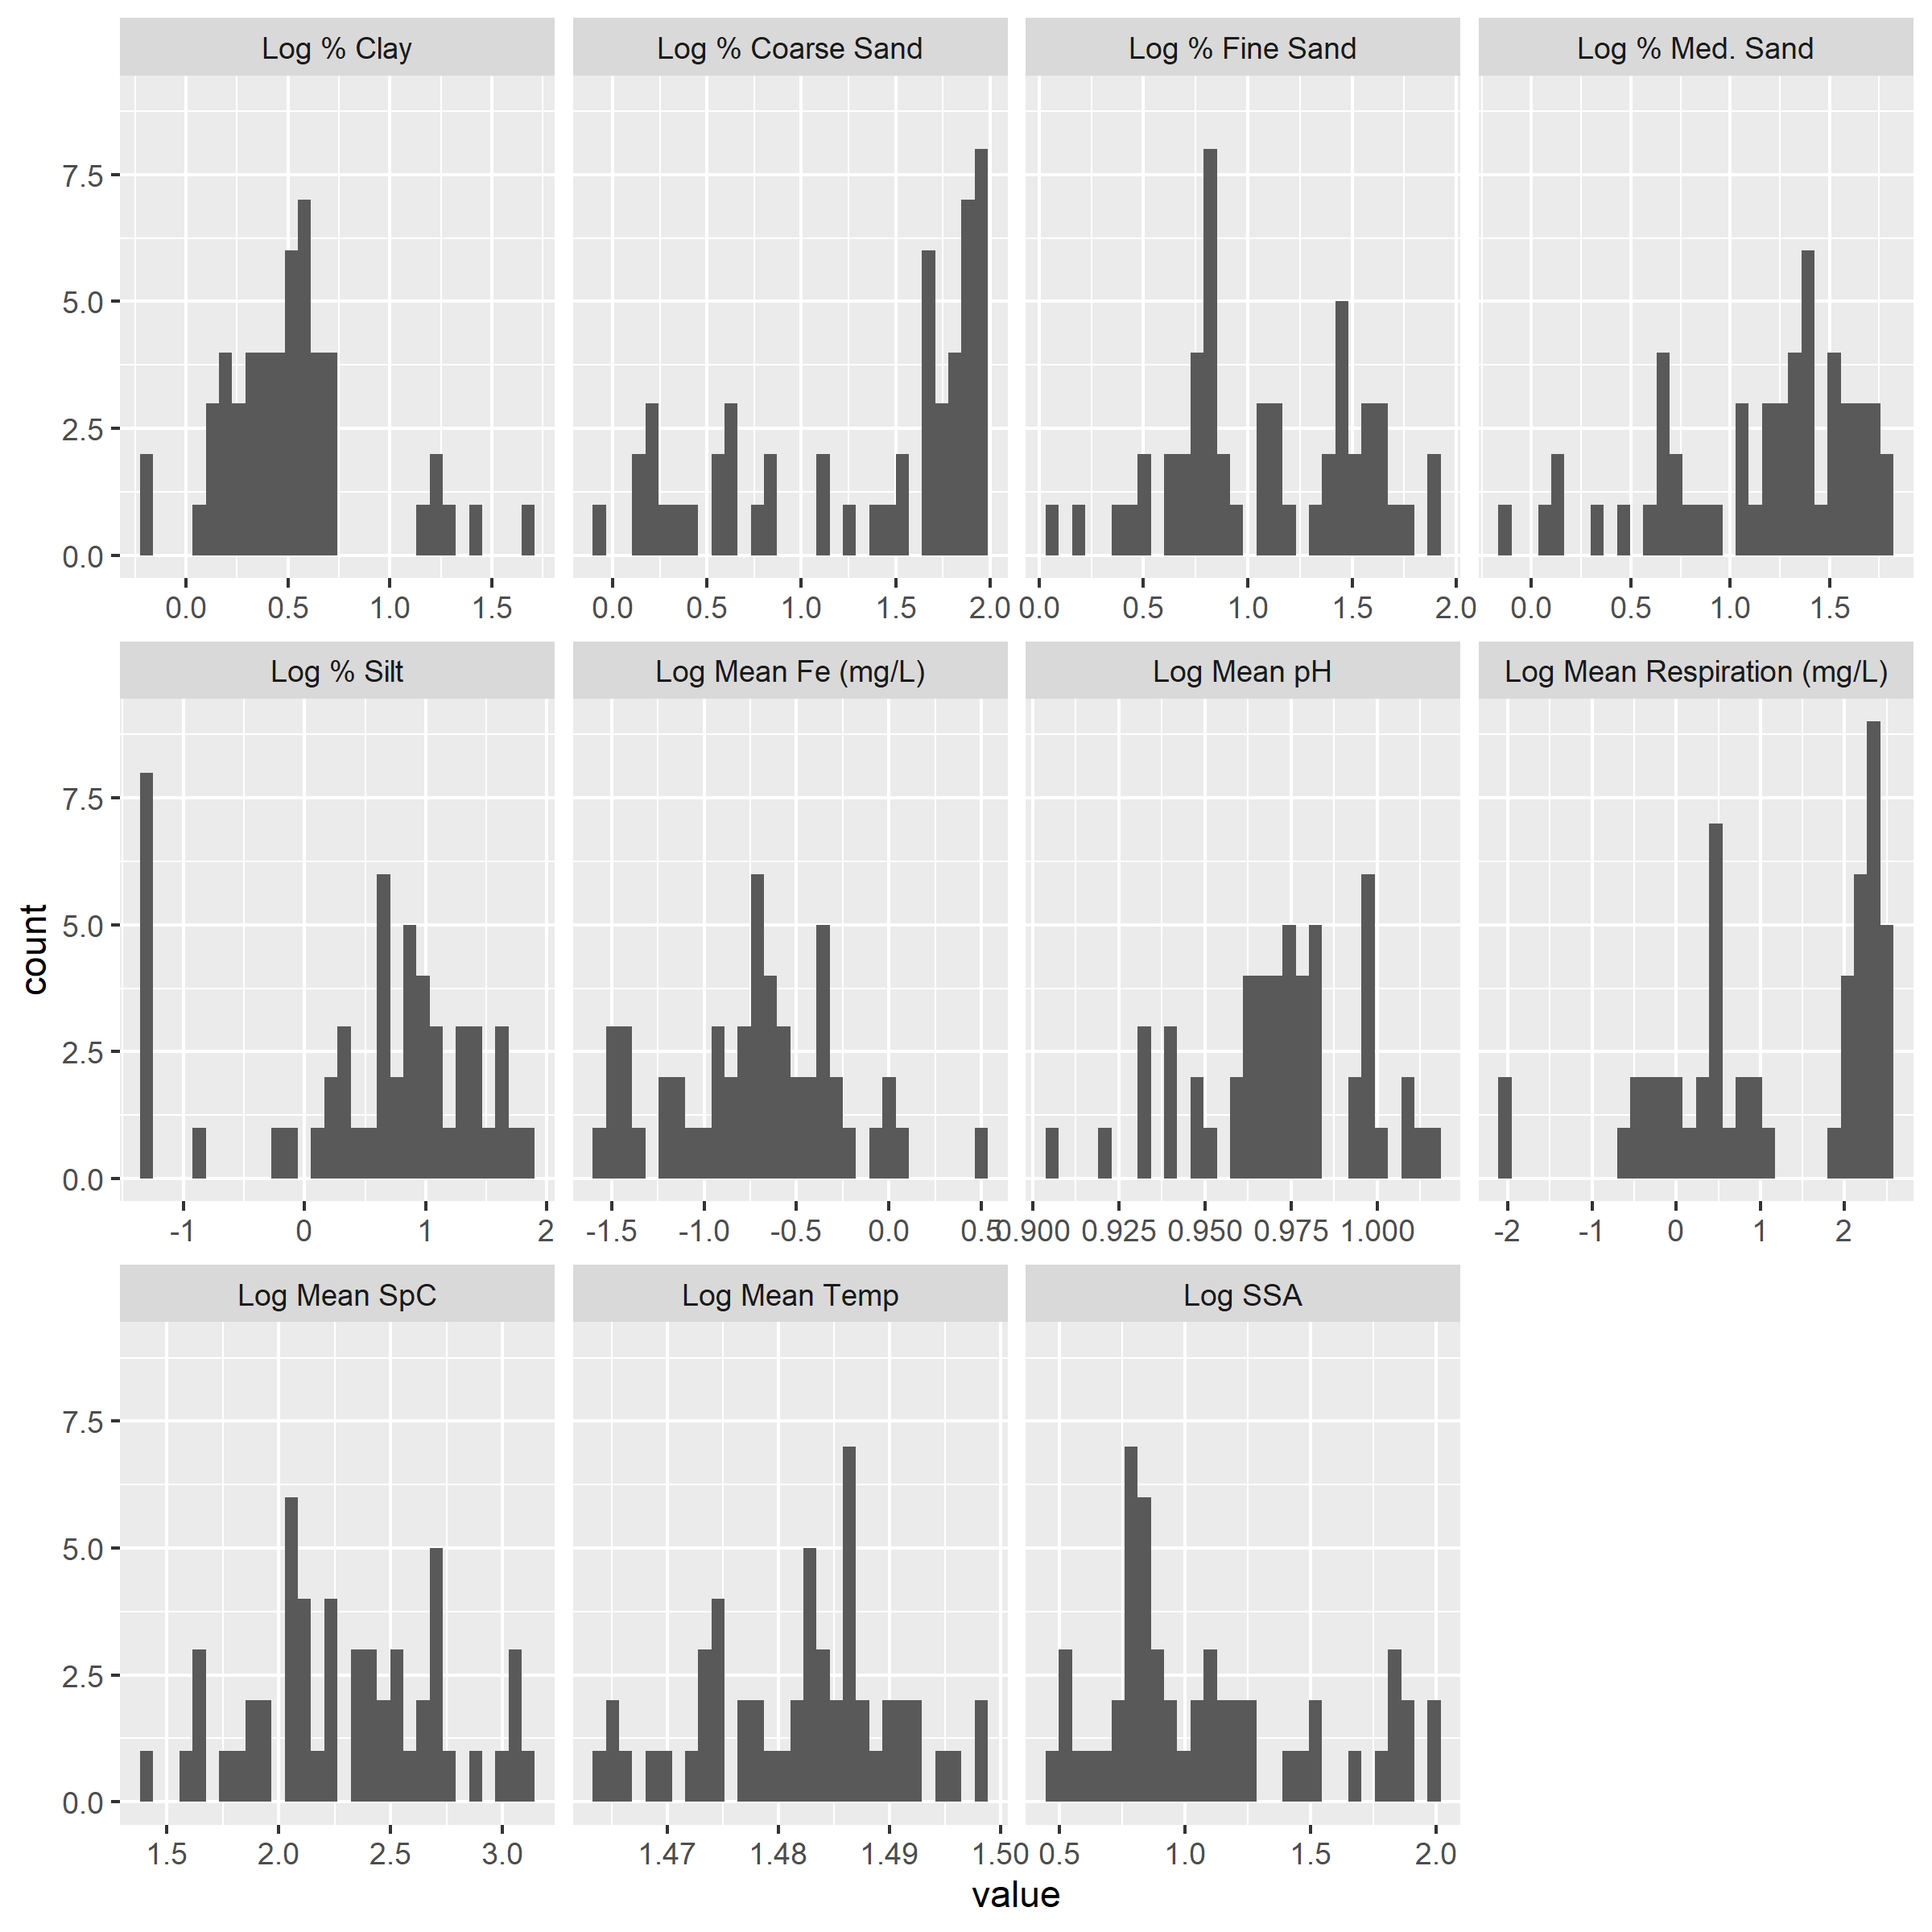 Log % Clay Log % Coarse Sand Log % Fine Sand Log % Med. Sand
7.5
5.0
2.5
0.0
0.0 0.5 1.0 1.5 0.0 0.5 1.0 1.5 2.0 0.0 0.5 1.0 1.5 2.0 0.0 0.5 1.0 1.5
Log % Silt Log Mean Fe (mg/L) Log Mean pH Log Mean Respiration (mg/L)
7.5
5.0
2.5
0.0
-1 0 1 2 -1.5 -1.0 -0.5 0.0 0.5 0.900 0.925 0.950 0.975 1.000 -2 -1 0 1 2
count
Log Mean SpC Log Mean Temp Log SSA
7.5
5.0
2.5
0.0
1.5 2.0 2.5 3.0 1.47 1.48 1.49 1.50 0.5 1.0 1.5 2.0
value